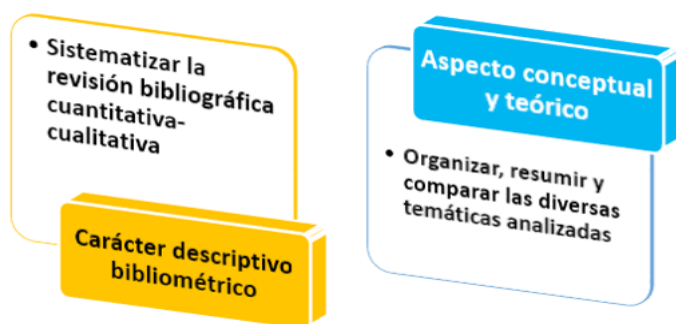 • Sistematizar la
revisión bibliográfica
cuantitativa-
cualitativa
Carácter descriptivo
bibliométrico
Aspecto conceptual
y teórico
• Organizar, resumir y
comparar las diversas
temáticas analizadas